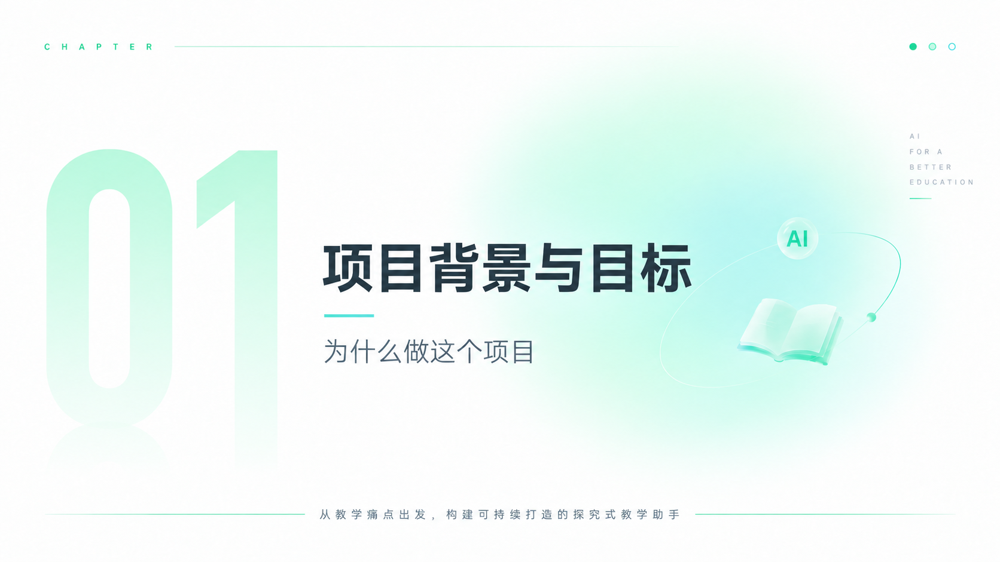 CHAPTER
01
项目背景与目标
为什么做这个项目
AI
FOR A
BETTER
EDUCATION
AI
从教学痛点出发，构建可持续打造的探究式教学助手